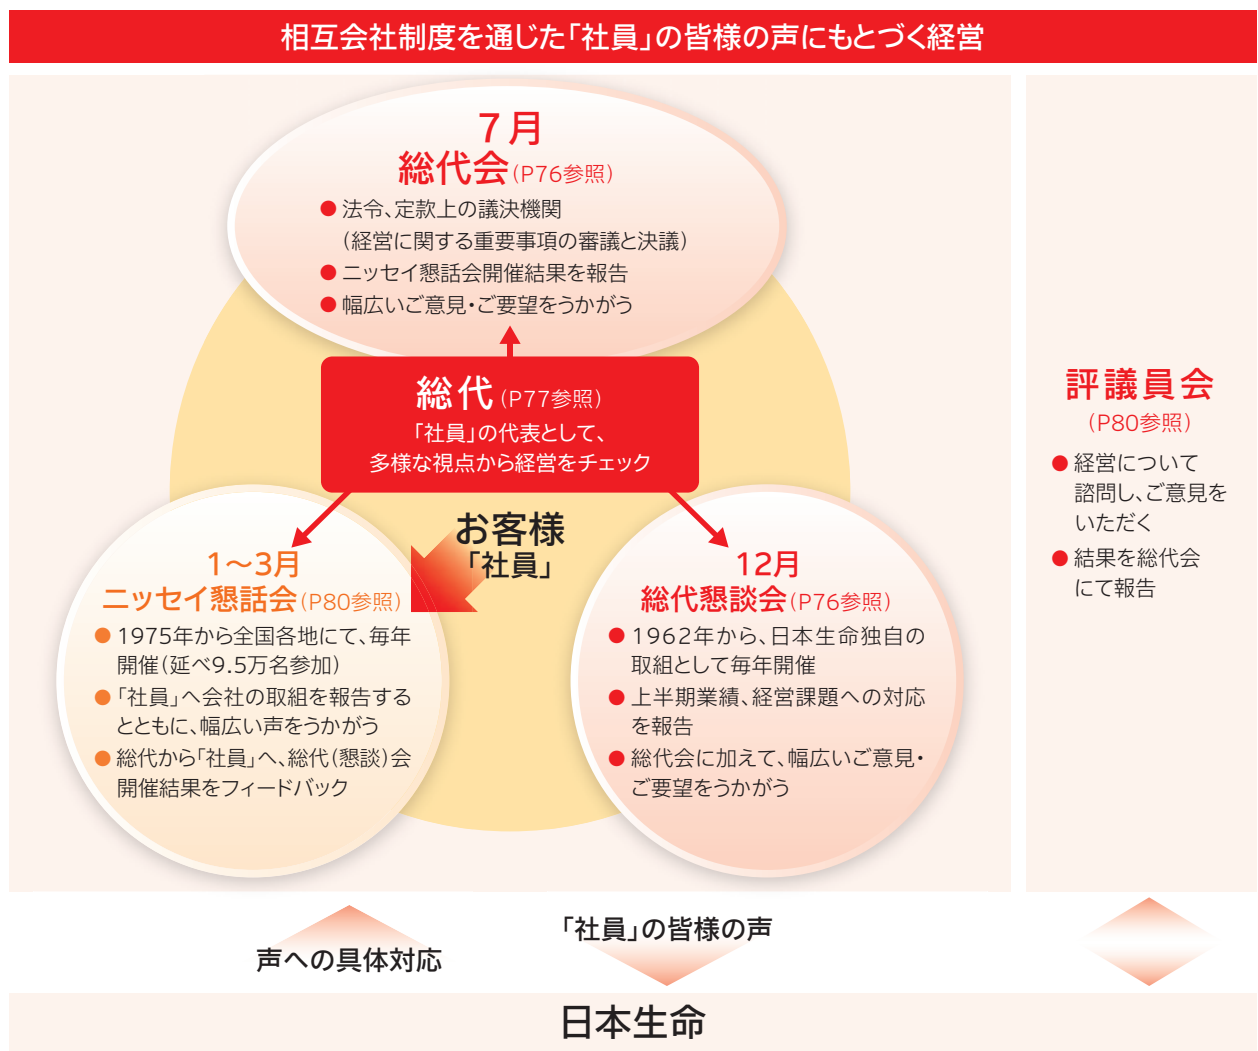 相互会社制度を通じた「社員」の皆様の声にもとづく経営
7月
総代会(P76参照)
● 法令、定款上の議決機関
(経営に関する重要事項の審議と決議)
● ニッセイ懇話会開催結果を報告
● 幅広いご意見・ご要望をうかがう
総代(P77参照)
「社員」の代表として、
多様な視点から経営をチェック
お客様
「社員」
1〜3月
ニッセイ懇話会(P80参照)
● 1975年から全国各地にて、毎年
開催(延べ9.5万名参加)
● 「社員」へ会社の取組を報告する
とともに、幅広い声をうかがう
● 総代から「社員」へ、総代(懇談)会
開催結果をフィードバック
12月
総代懇談会(P76参照)
● 1962年から、日本生命独自の
取組として毎年開催
● 上半期業績、経営課題への対応
を報告
● 総代会に加えて、幅広いご意見・
ご要望をうかがう
評議員会
(P80参照)
● 経営について
諮問し、ご意見を
いただく
● 結果を総代会
にて報告
声への具体対応
「社員」の皆様の声
日本生命